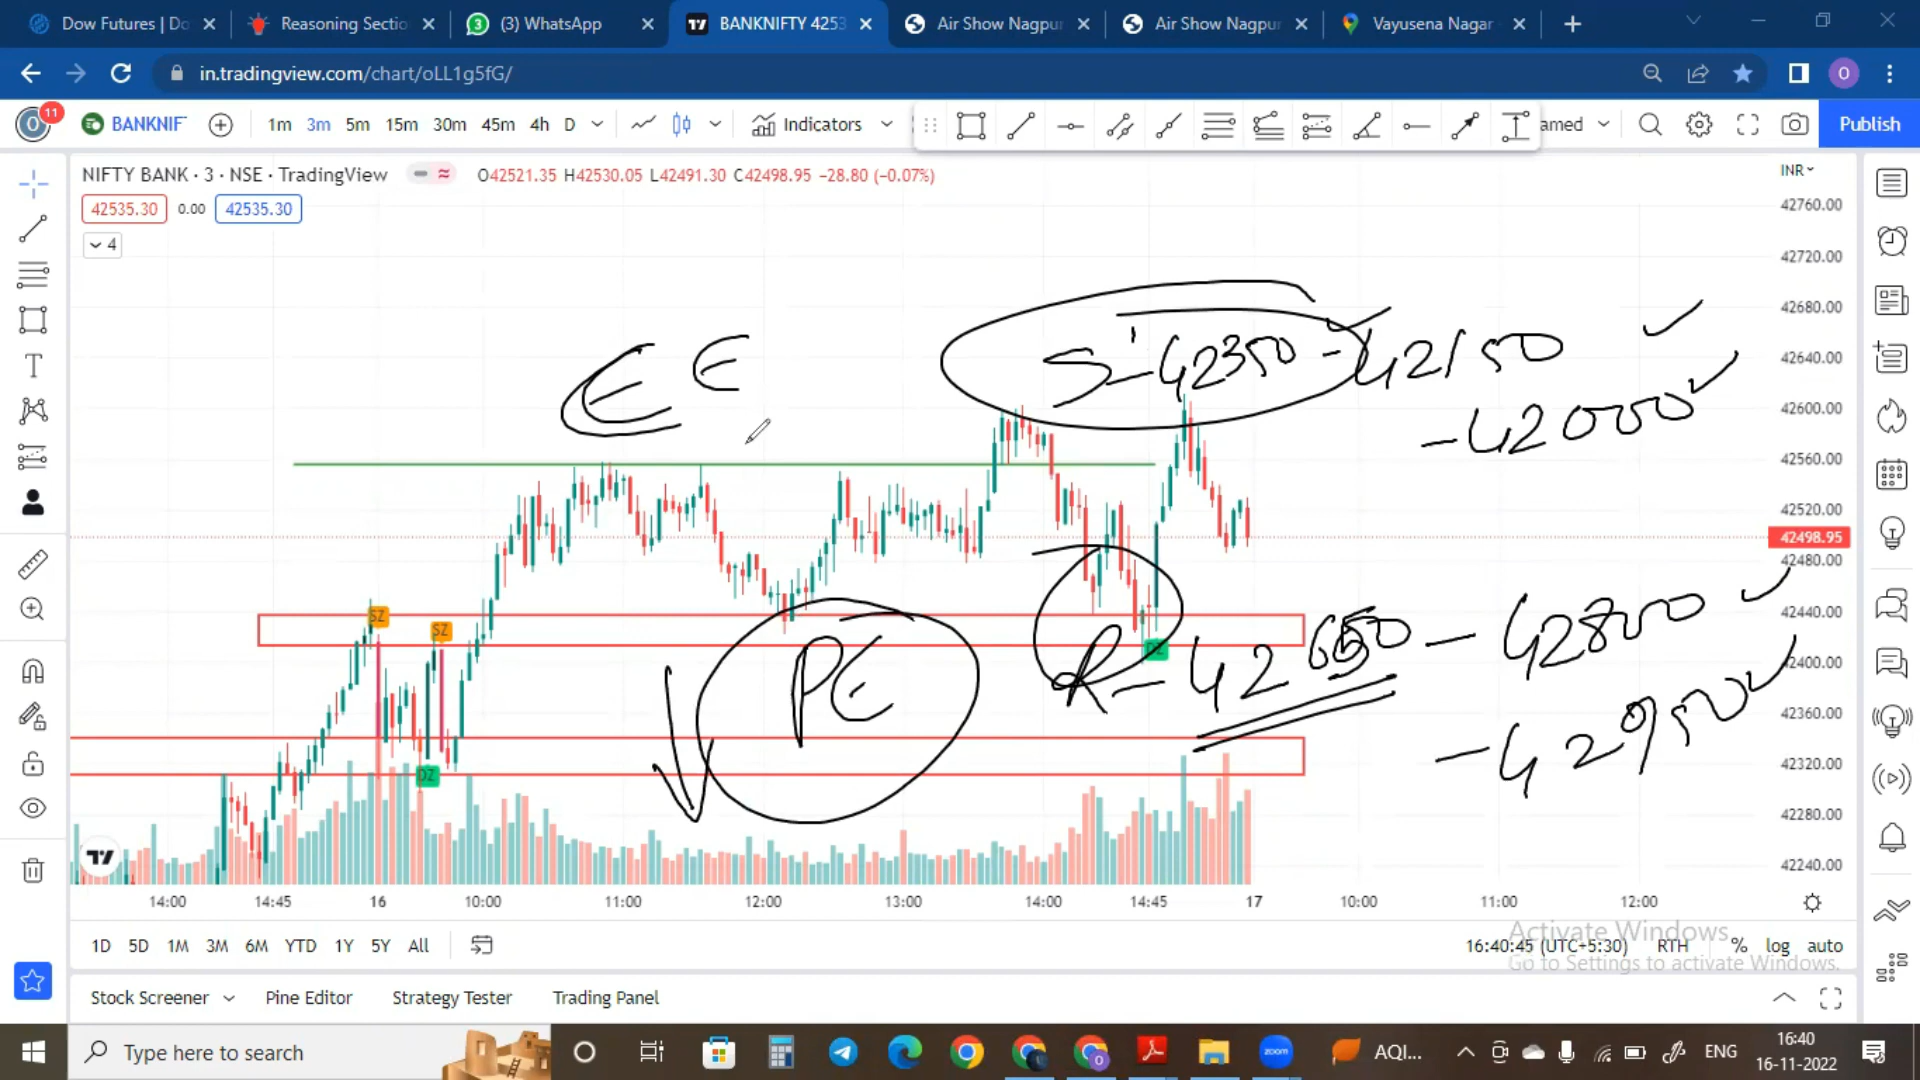 Dow Futures | Do
Reasoning Sectio
(3) WhatsApp
BANKNIFTY 4253
Air Show Nagpur
Air Show Nagpur
Vayusena Nagar
in.tradingview.com/chart/oLL1g5fG/
O
11
BANKNIF
1m 3m 5m 15m 30m 45m 4h D
Indicators
amed
Publish
NIFTY BANK · 3 · NSE · TradingView
O42521.35 H42530.05 L42491.30 C42498.95 −28.80 (−0.07%)
INR
42535.30 0.00 42535.30
4
42760.00
42720.00
42680.00
42640.00
42600.00
42560.00
42520.00
42498.95
42480.00
42440.00
42400.00
42360.00
42320.00
42280.00
42240.00
CE
S - 42350 - 42150
- 42000
PE
R - 42650 - 42800
- 42950
SZ
SZ
DZ
DZ
14:00 14:45 16 10:00 11:00 12:00 13:00 14:00 14:45 17 10:00 11:00 12:00
1D 5D 1M 3M 6M YTD 1Y 5Y All
16:40:45 (UTC+5:30) RTH % log auto
Activate Windows
Go to Settings to activate Windows.
Stock Screener
Pine Editor
Strategy Tester
Trading Panel
Type here to search
zoom
AQI...
ENG
16:40
16-11-2022